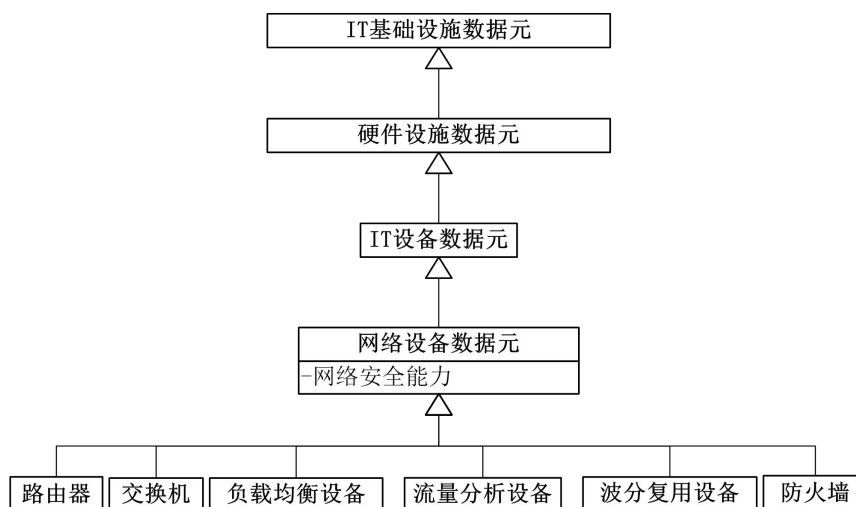 IT基础设施数据元
硬件设施数据元
IT设备数据元
网络设备数据元
-网络安全能力
路由器
交换机
负载均衡设备
流量分析设备
波分复用设备
防火墙